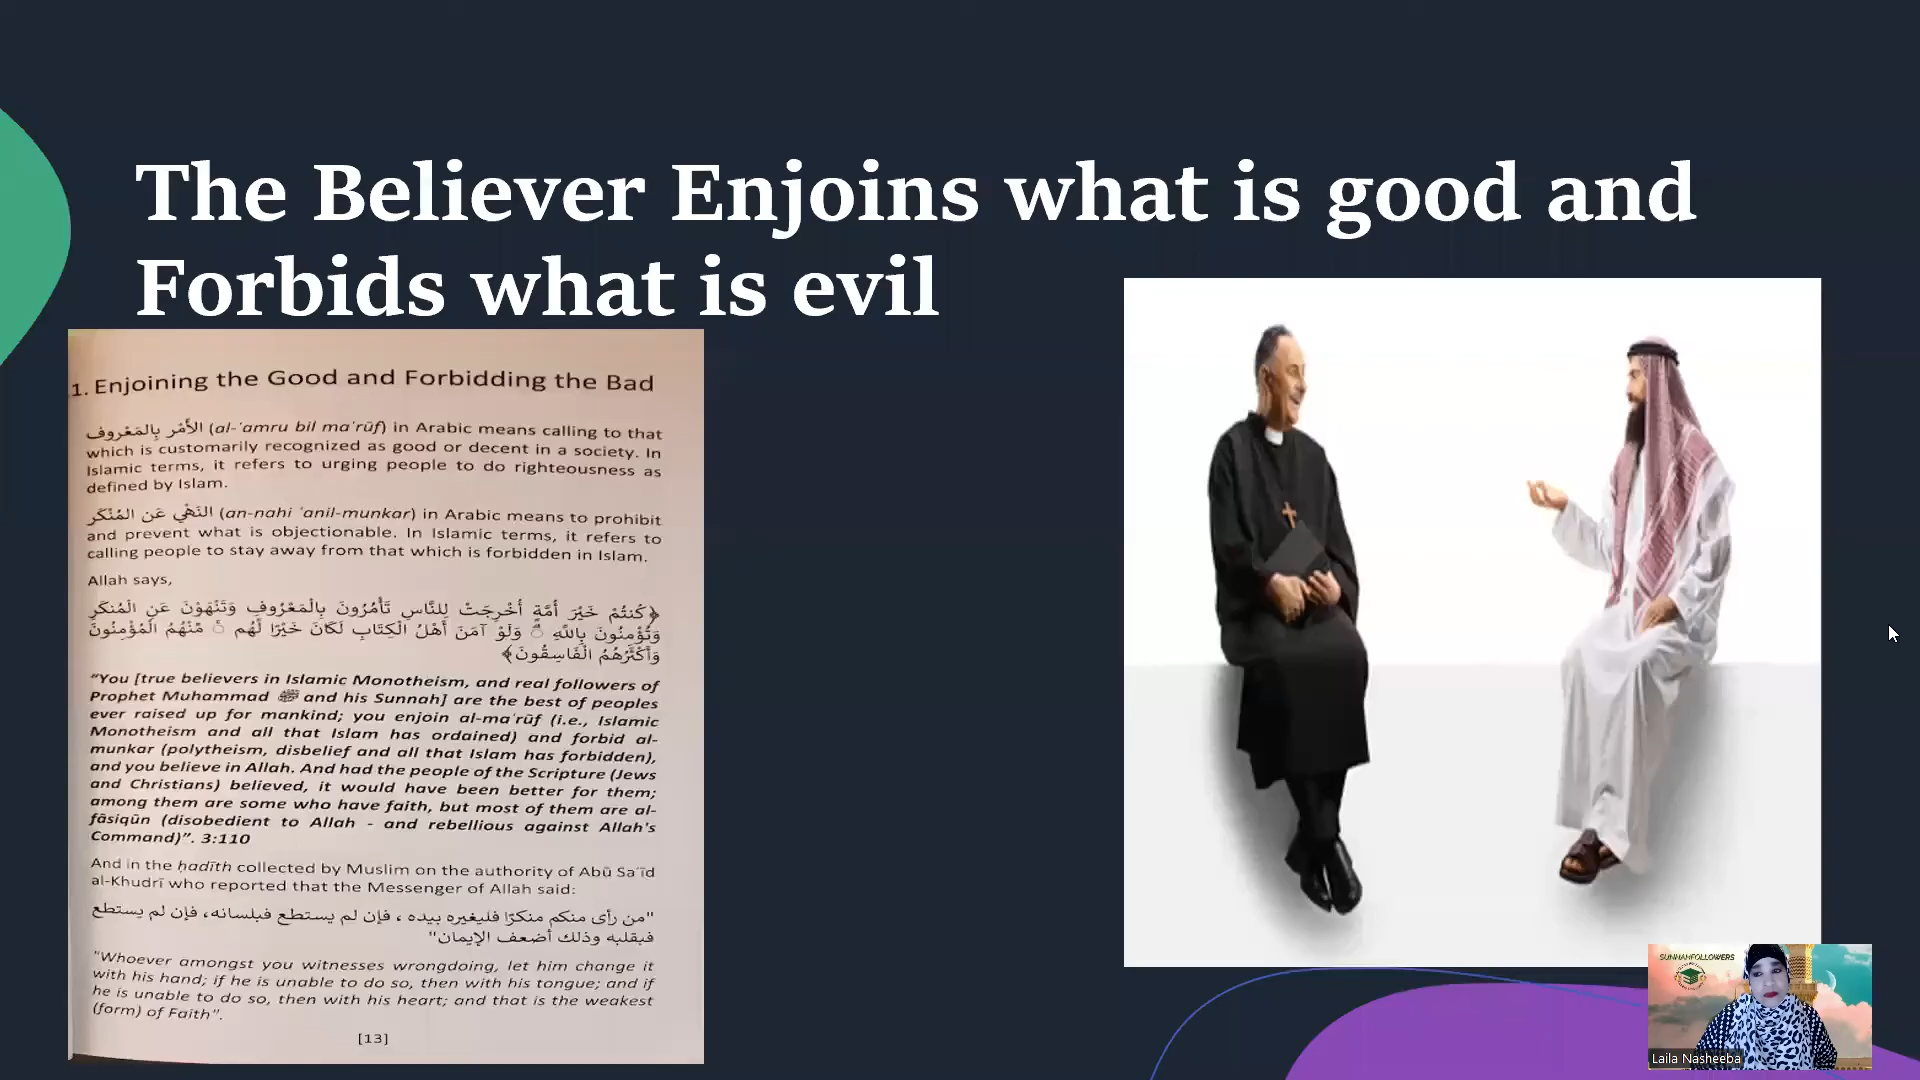 The Believer Enjoins what is good and
Forbids what is evil
1. Enjoining the Good and Forbidding the Bad
الأَمْر بِالمَعْروف (al-ʾamru bil maʿrūf) in Arabic means calling to that
which is customarily recognized as good or decent in a society. In
Islamic terms, it refers to urging people to do righteousness as
defined by Islam.
النَهْي عَن المُنْكَر (an-nahi ʿanil-munkar) in Arabic means to prohibit
and prevent what is objectionable. In Islamic terms, it refers to
calling people to stay away from that which is forbidden in Islam.
Allah says,
﴿كُنتُمْ خَيْرَ أُمَّةٍ أُخْرِجَتْ لِلنَّاسِ تَأْمُرُونَ بِالْمَعْرُوفِ وَتَنْهَوْنَ عَنِ الْمُنكَرِ
وَتُؤْمِنُونَ بِاللَّهِ ۗ وَلَوْ آمَنَ أَهْلُ الْكِتَابِ لَكَانَ خَيْرًا لَّهُم ۚ مِّنْهُمُ الْمُؤْمِنُونَ
وَأَكْثَرُهُمُ الْفَاسِقُونَ﴾
“You [true believers in Islamic Monotheism, and real followers of
Prophet Muhammad ﷺ and his Sunnah] are the best of peoples
ever raised up for mankind; you enjoin al-maʿrūf (i.e., Islamic
Monotheism and all that Islam has ordained) and forbid al-
munkar (polytheism, disbelief and all that Islam has forbidden),
and you believe in Allah. And had the people of the Scripture (Jews
and Christians) believed, it would have been better for them;
among them are some who have faith, but most of them are al-
fāsiqūn (disobedient to Allah - and rebellious against Allah's
Command)”. 3:110
And in the ḥadīth collected by Muslim on the authority of Abū Saʿīd
al-Khudrī who reported that the Messenger of Allah said:
"من رأى منكم منكرًا فليغيره بيده ، فإن لم يستطع فبلسانه، فإن لم يستطع
فبقلبه وذلك أضعف الإيمان"
"Whoever amongst you witnesses wrongdoing, let him change it
with his hand; if he is unable to do so, then with his tongue; and if
he is unable to do so, then with his heart; and that is the weakest
(form) of Faith".
[13]
SUNNAHFOLLOWERS
Laila Nasheeba